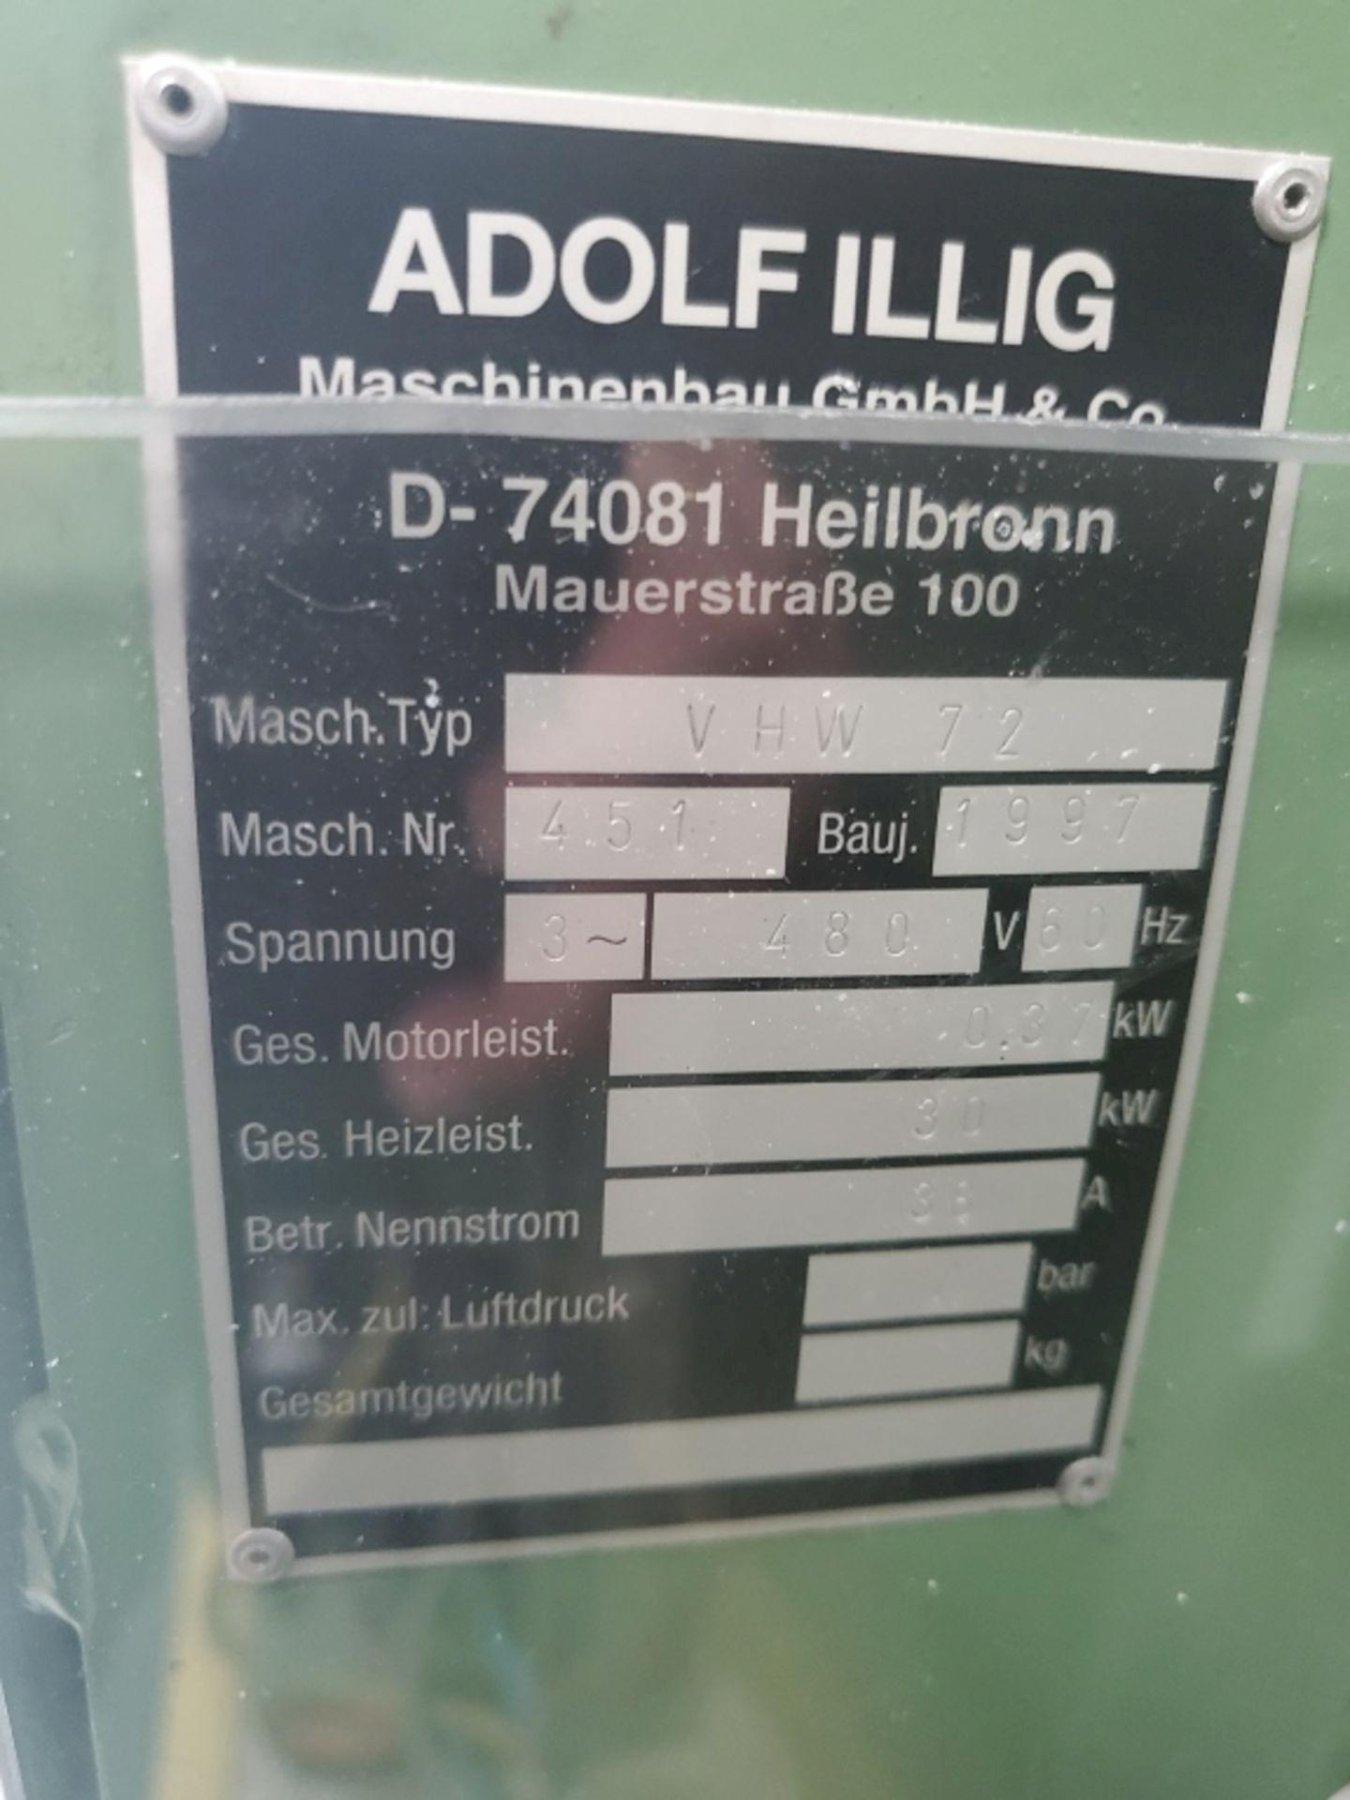 ADOLF ILLIG
Maschinenbau GmbH & Co.
D- 74081 Heilbronn
Mauerstraße 100
Masch.Typ VHW 72
Masch. Nr. 451 Bauj. 1997
Spannung 3~ 480 V 60 Hz
Ges. Motorleist. 0.37 kW
Ges. Heizleist. 30 kW
Betr. Nennstrom A
Max. zul. Luftdruck bar
Gesamtgewicht kg